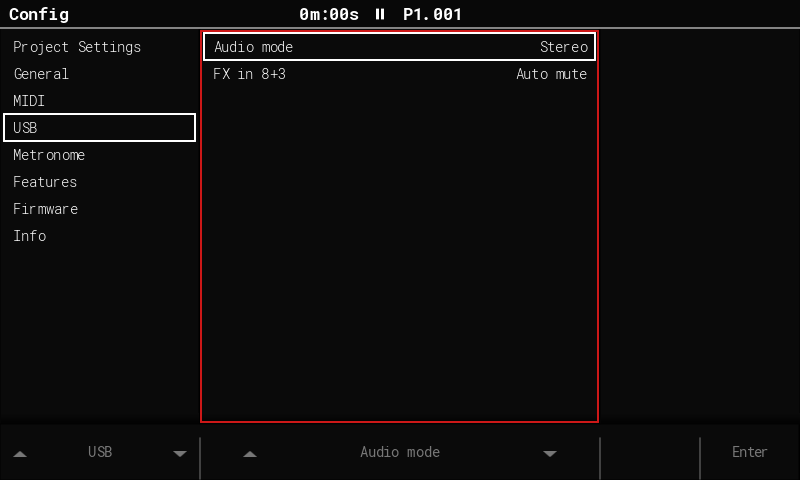 Config 0m:00s ⏸ P1.001
Project Settings
General
MIDI
USB
Metronome
Features
Firmware
Info
Audio mode Stereo
FX in 8+3 Auto mute
USB Audio mode Enter